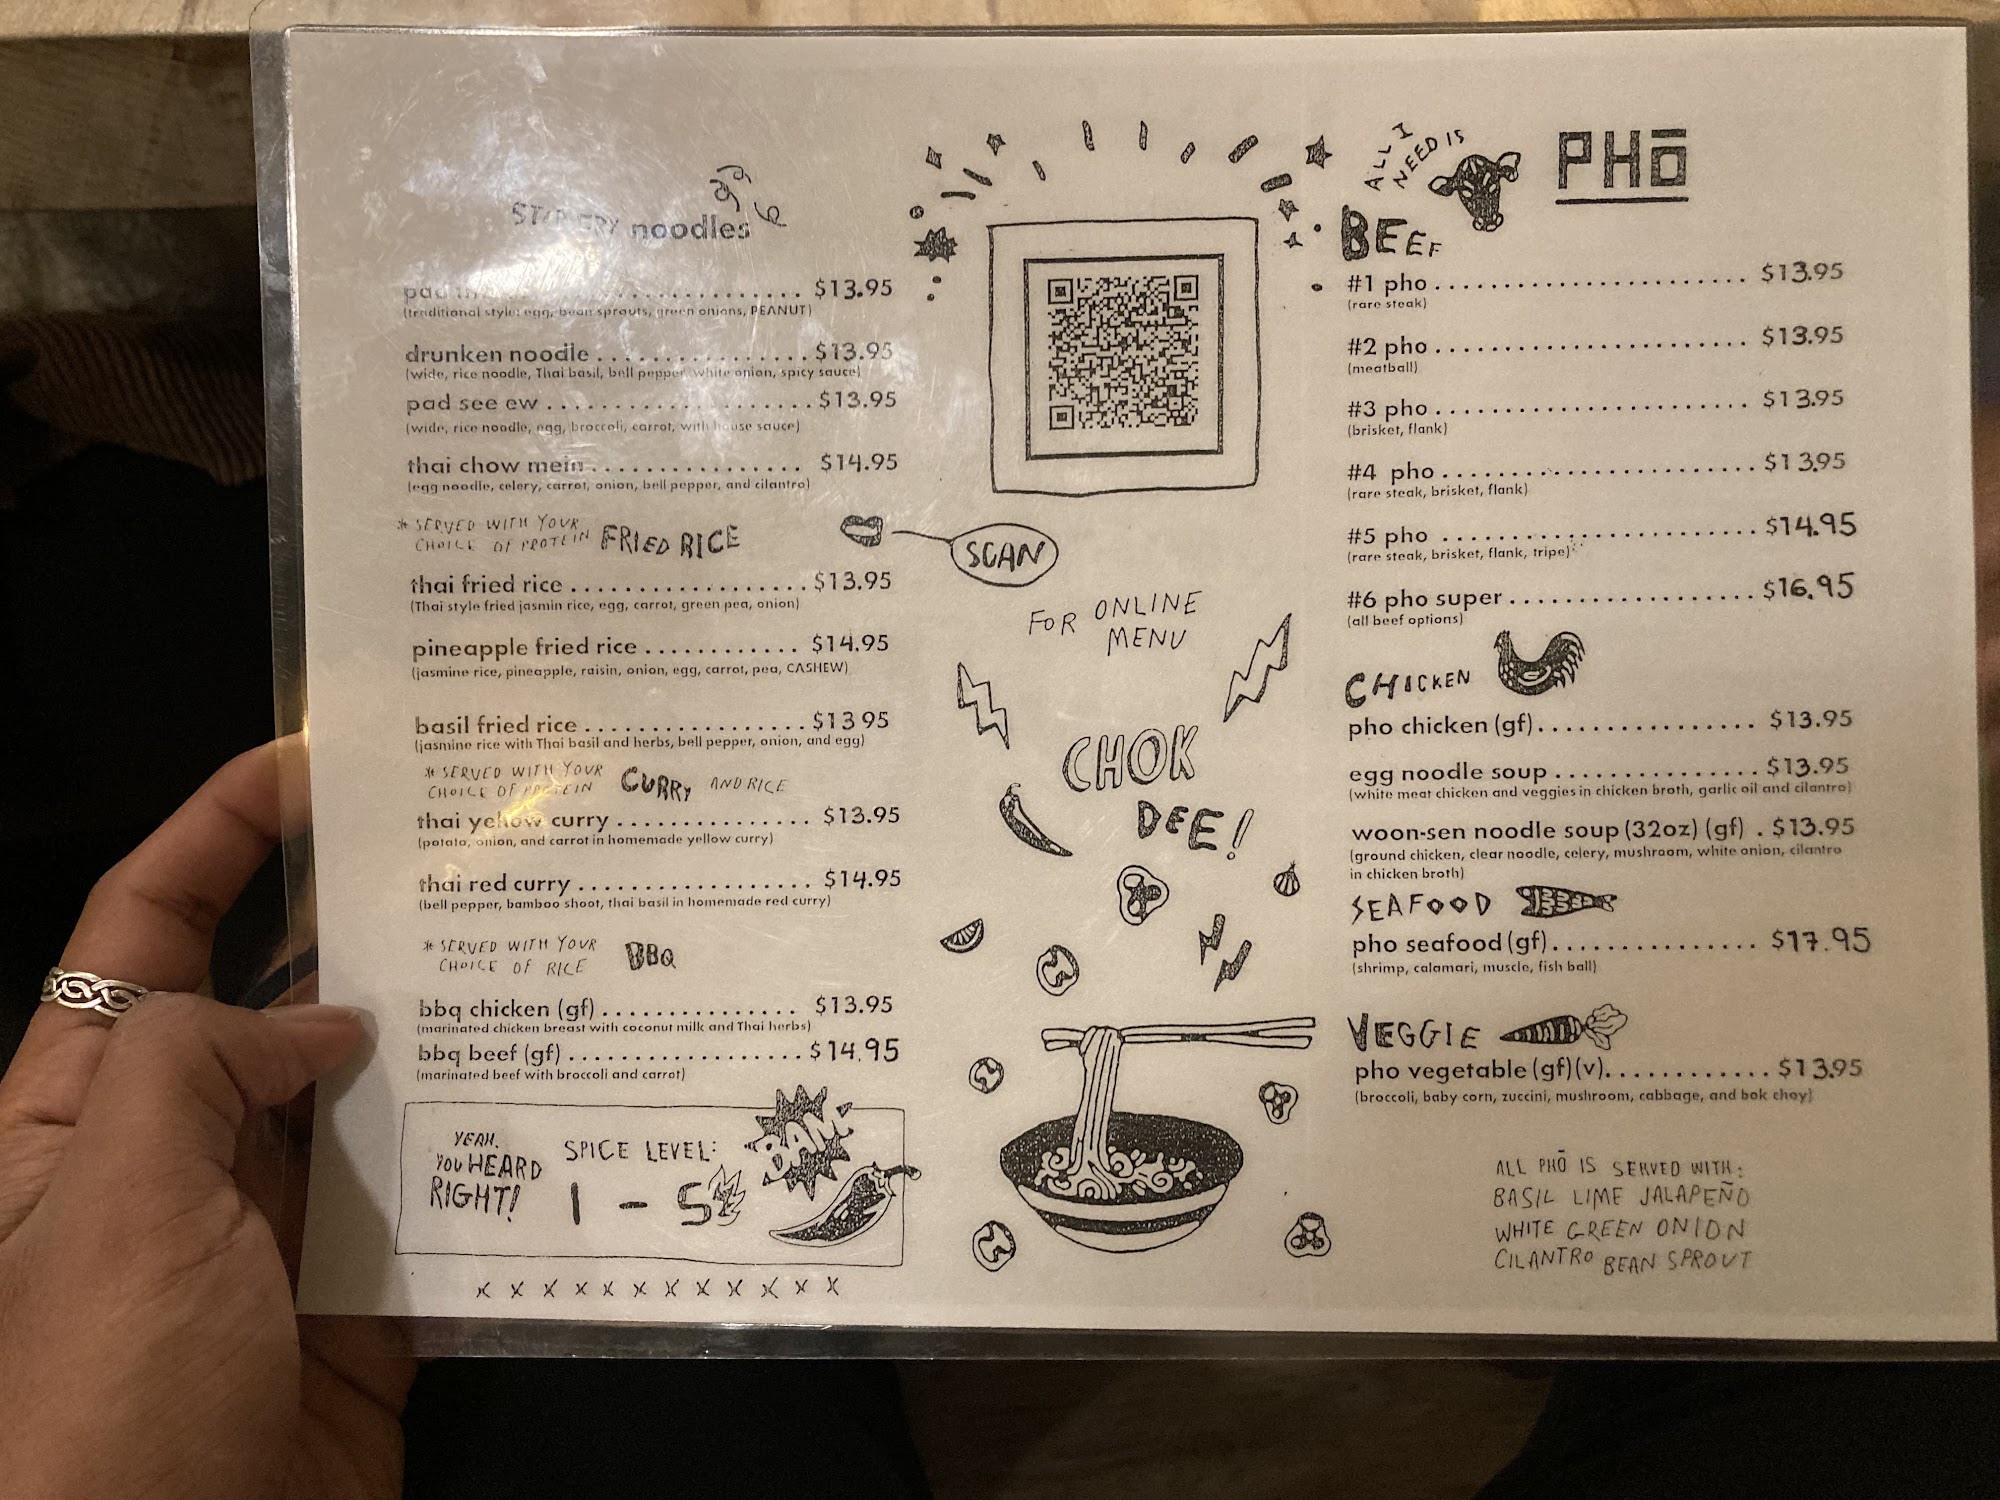 STIR FRY noodles
pad thai . . . . . . . . . . . . . . . $13.95
(traditional style: egg, bean sprouts, green onions, PEANUT)
drunken noodle . . . . . . . . . . . . . . . . $13.95
(wide, rice noodle, Thai basil, bell pepper, white onion, spicy sauce)
pad see ew . . . . . . . . . . . . . . . . . . . . $13.95
(wide, rice noodle, egg, broccoli, carrot, with house sauce)
thai chow mein . . . . . . . . . . . . . . . . $14.95
(egg noodle, celery, carrot, onion, bell pepper, and cilantro)
* SERVED WITH YOUR
CHOICE OF PROTEIN FRIED RICE
thai fried rice . . . . . . . . . . . . . . . . . . $13.95
(Thai style fried jasmin rice, egg, carrot, green pea, onion)
pineapple fried rice . . . . . . . . . . . . $14.95
(jasmine rice, pineapple, raisin, onion, egg, carrot, pea, CASHEW)
basil fried rice . . . . . . . . . . . . . . . . . $13 95
(jasmine rice with Thai basil and herbs, bell pepper, onion, and egg)
* SERVED WITH YOUR
CHOICE OF PROTEIN CURRY AND RICE
thai yellow curry . . . . . . . . . . . . . . . $13.95
(potato, onion, and carrot in homemade yellow curry)
thai red curry . . . . . . . . . . . . . . . . . . $14.95
(bell pepper, bamboo shoot, thai basil in homemade red curry)
* SERVED WITH YOUR
CHOICE OF RICE BBQ
bbq chicken (gf) . . . . . . . . . . . . . . . $13.95
(marinated chicken breast with coconut milk and Thai herbs)
bbq beef (gf) . . . . . . . . . . . . . . . . . . $14.95
(marinated beef with broccoli and carrot)
YEAH.
YOU HEARD
RIGHT!
SPICE LEVEL:
1 - 5
BAM
SCAN
FOR ONLINE
MENU
CHOK
DEE!
ALL I
NEED IS
PHō
BEEF
#1 pho . . . . . . . . . . . . . . . . . . . . . . . $13.95
(rare steak)
#2 pho . . . . . . . . . . . . . . . . . . . . . . . $13.95
(meatball)
#3 pho . . . . . . . . . . . . . . . . . . . . . . . $13.95
(brisket, flank)
#4 pho . . . . . . . . . . . . . . . . . . . . . . . $13.95
(rare steak, brisket, flank)
#5 pho . . . . . . . . . . . . . . . . . . . . . . . $14.95
(rare steak, brisket, flank, tripe)
#6 pho super . . . . . . . . . . . . . . . . . . $16.95
(all beef options)
CHICKEN
pho chicken (gf) . . . . . . . . . . . . . . . . $13.95
egg noodle soup . . . . . . . . . . . . . . . $13.95
(white meat chicken and veggies in chicken broth, garlic oil and cilantro)
woon-sen noodle soup (32oz) (gf) . $13.95
(ground chicken, clear noodle, celery, mushroom, white onion, cilantro
in chicken broth)
SEAFOOD
pho seafood (gf) . . . . . . . . . . . . . . . $17.95
(shrimp, calamari, muscle, fish ball)
VEGGIE
pho vegetable (gf)(v) . . . . . . . . . . . . $13.95
(broccoli, baby corn, zuccini, mushroom, cabbage, and bok choy)
ALL PHō IS SERVED WITH:
BASIL LIME JALAPEÑO
WHITE GREEN ONION
CILANTRO BEAN SPROUT